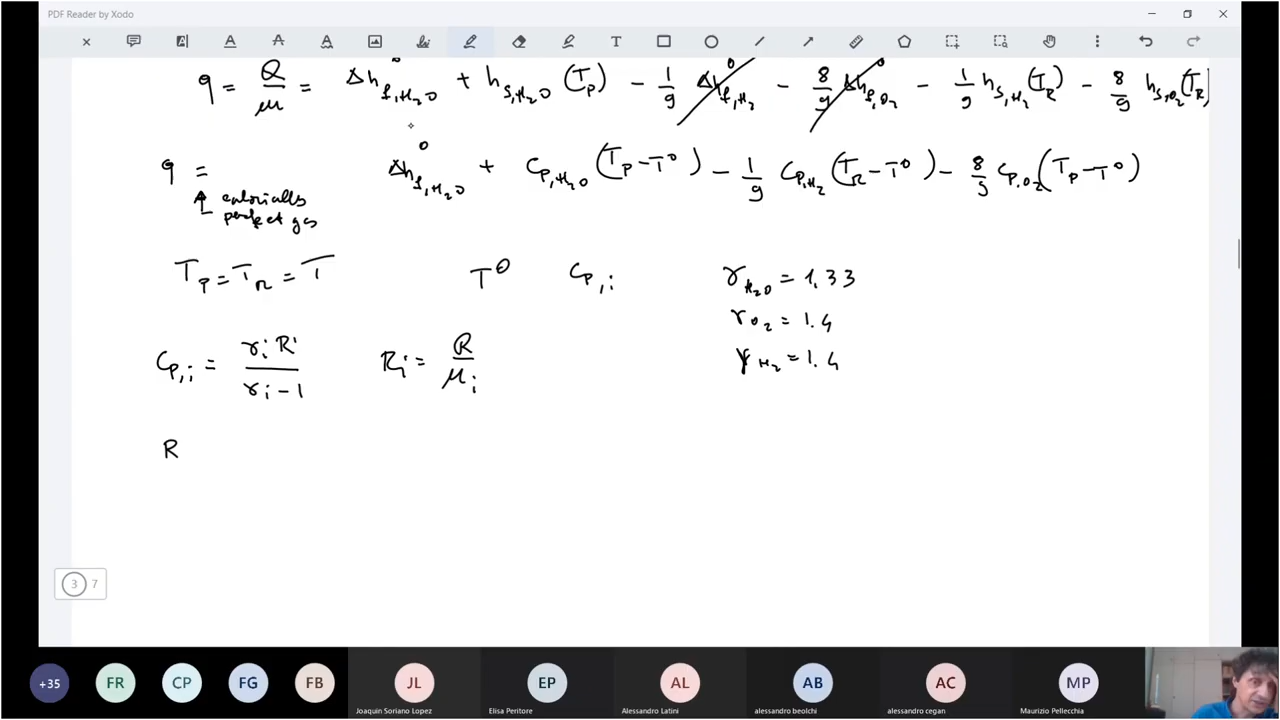 PDF Reader by Xodo
q = Q/M = Δh°f,H₂O + hs,H₂O (Tp) − 1/9 Δh°f,H₂ − 8/9 Δh°f,O₂ − 1/9 hs,H₂(TR) − 8/9 hs,O₂(TR)
q = Δh°f,H₂O + Cp,H₂O (Tp − T°) − 1/9 Cp,H₂ (TR − T°) − 8/9 Cp,O₂ (Tp − T°)
calorically
perfect gas
Tp = TR = T T° Cp,i γH₂O = 1.33
γO₂ = 1.4
Cp,i = γi Ri / γi − 1 Ri = R/Mi γH₂ = 1.4
R
3 7
+35 FR CP FG FB JL EP AL AB AC MP
Joaquin Soriano Lopez Elisa Peritore Alessandro Latini alessandro beolchi alessandro cegan Maurizio Pellecchia